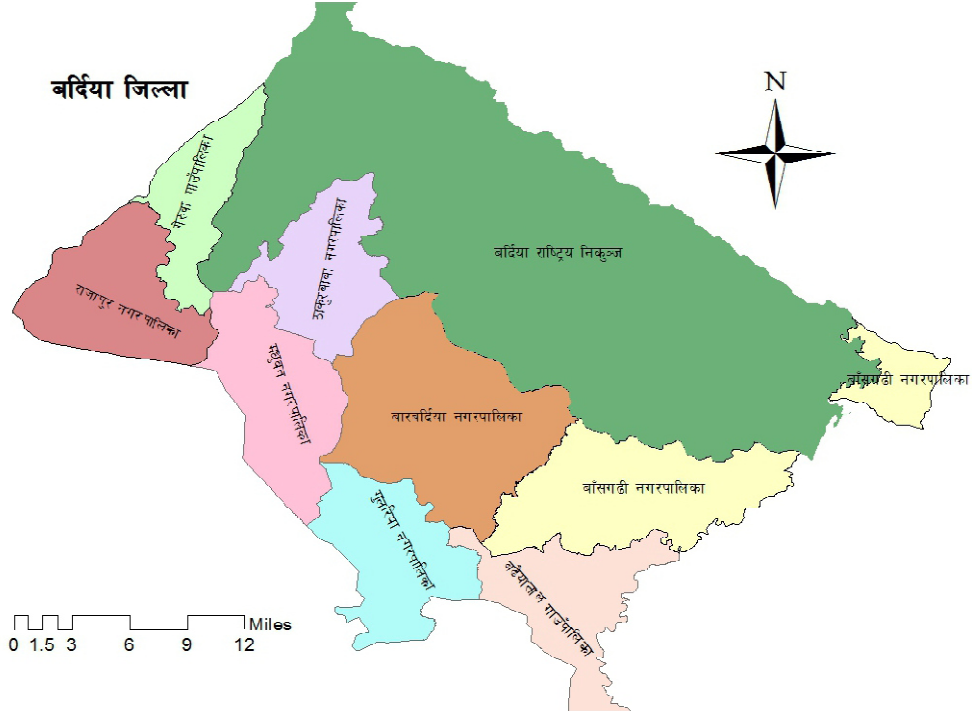 बर्दिया जिल्ला
N
गेरुवा गाउँपालिका
ठाकुरबाबा नगरपालिका
बर्दिया राष्ट्रिय निकुञ्ज
राजापुर नगरपालिका
मधुवन नगरपालिका
बाँसगढी नगरपालिका
बारबर्दिया नगरपालिका
बाँसगढी नगरपालिका
गुलरिया नगरपालिका
बढैयाताल गाउँपालिका
Miles
0 1.5 3 6 9 12